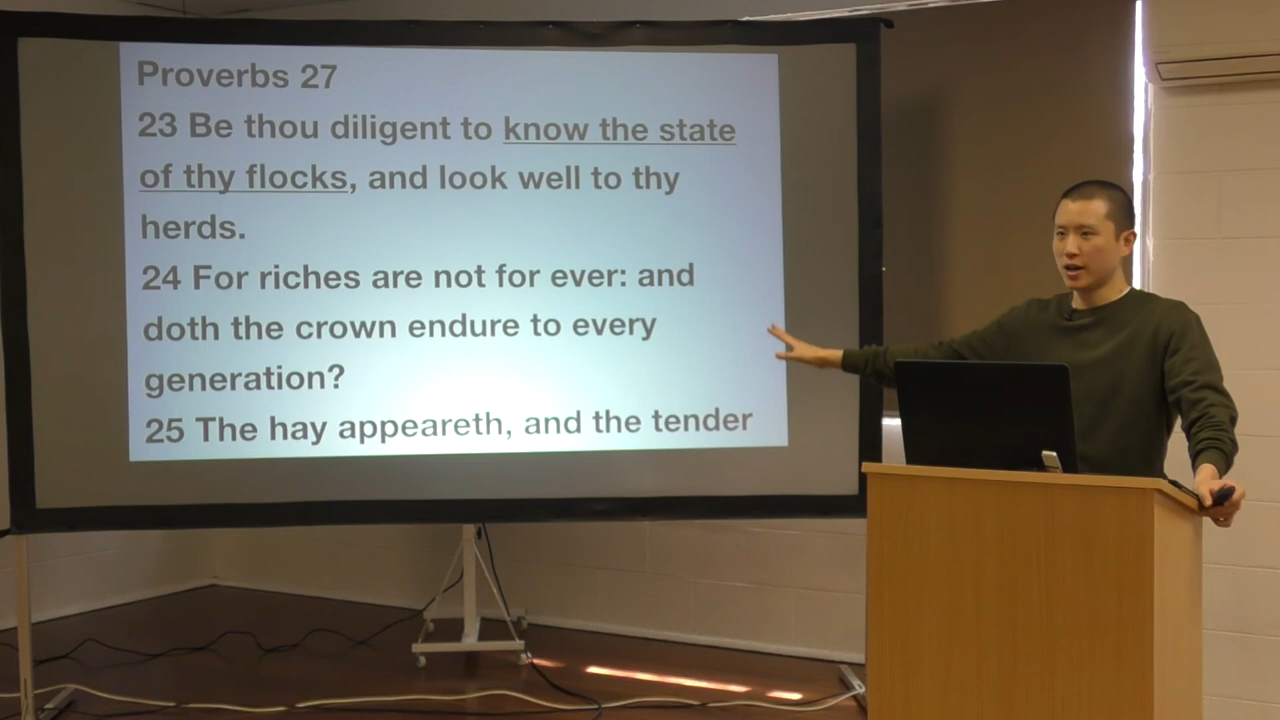 Proverbs 27
23 Be thou diligent to know the state
of thy flocks, and look well to thy
herds.
24 For riches are not for ever: and
doth the crown endure to every
generation?
25 The hay appeareth, and the tender